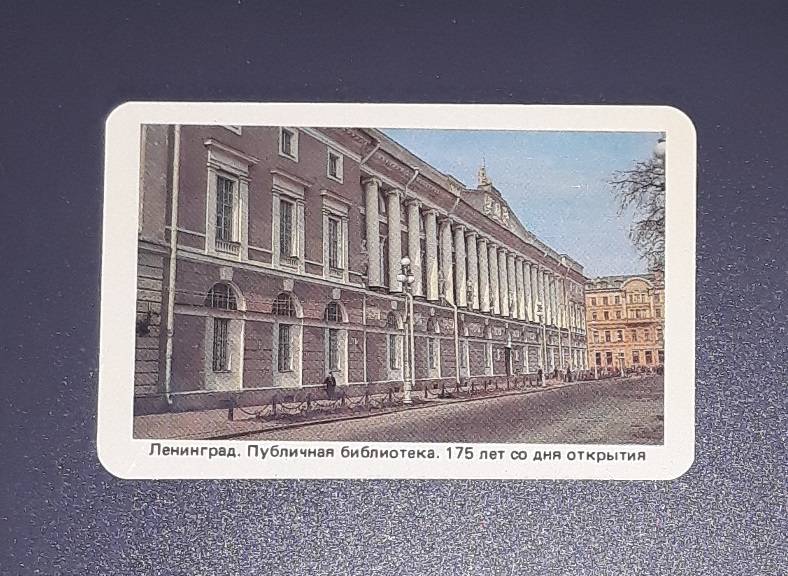 Ленинград. Публичная библиотека. 175 лет со дня открытия